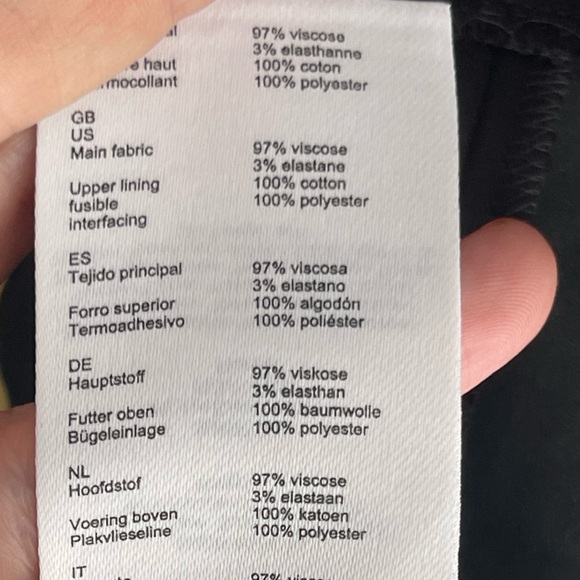 97% viscose
3% elasthanne
haut 100% coton
100% polyester
GB
US
Main fabric 97% viscose
3% elastane
Upper lining 100% cotton
fusible 100% polyester
interfacing
ES
Tejido principal 97% viscosa
3% elastano
Forro superior 100% algodón
Termoadhesivo 100% poliéster
DE
Hauptstoff 97% viskose
3% elasthan
Futter oben 100% baumwolle
Bügeleinlage 100% polyester
NL
Hoofdstof 97% viscose
3% elastaan
Voering boven 100% katoen
Plakvlieseline 100% polyester
IT
97%